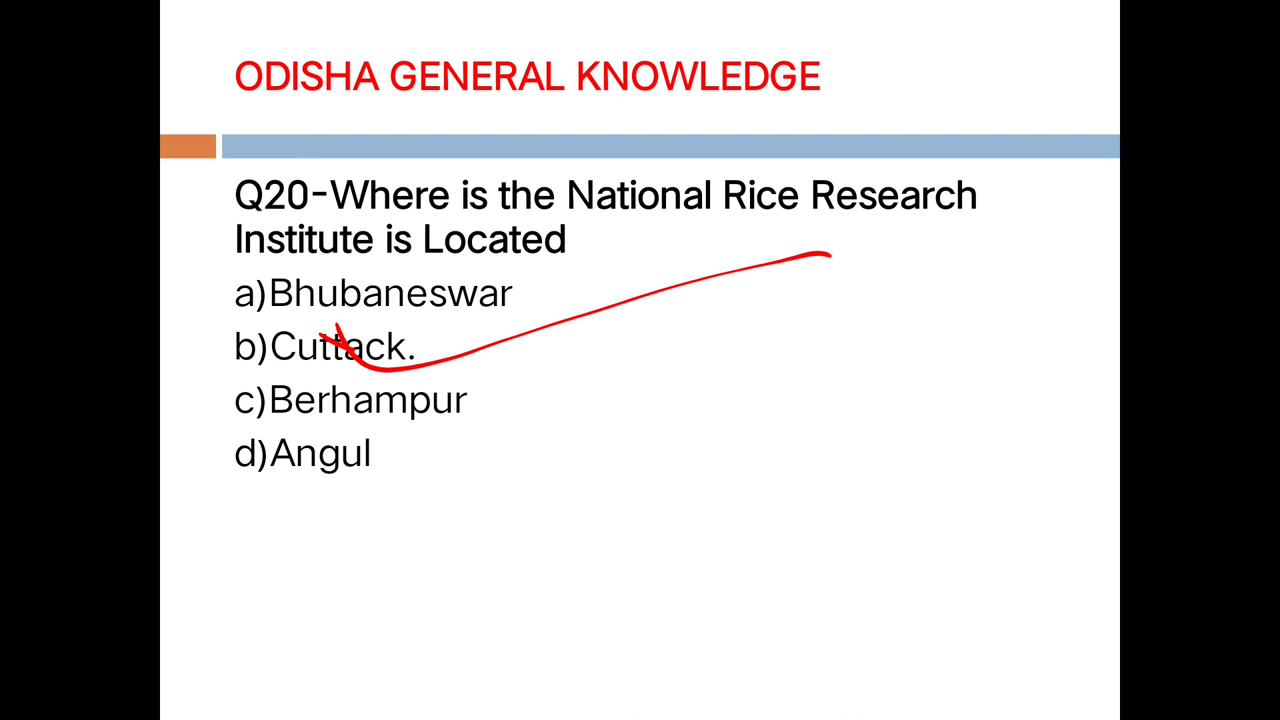 ODISHA GENERAL KNOWLEDGE
Q20-Where is the National Rice Research
Institute is Located
a)Bhubaneswar
b)Cuttack.
c)Berhampur
d)Angul